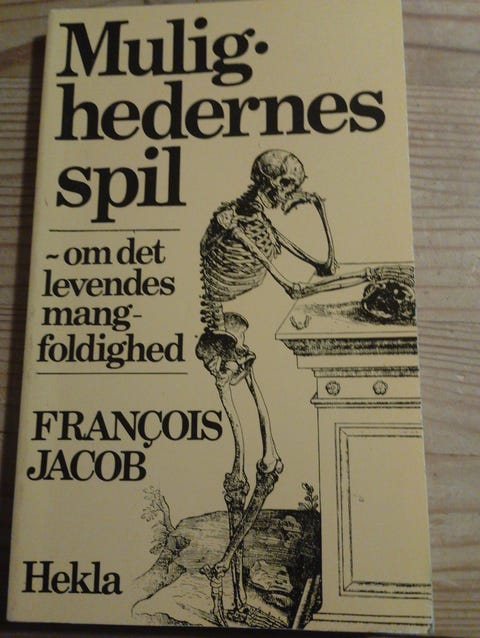 Mulig-
hedernes
spil
~om det
levendes
mang-
foldighed
FRANÇOIS
JACOB
Hekla